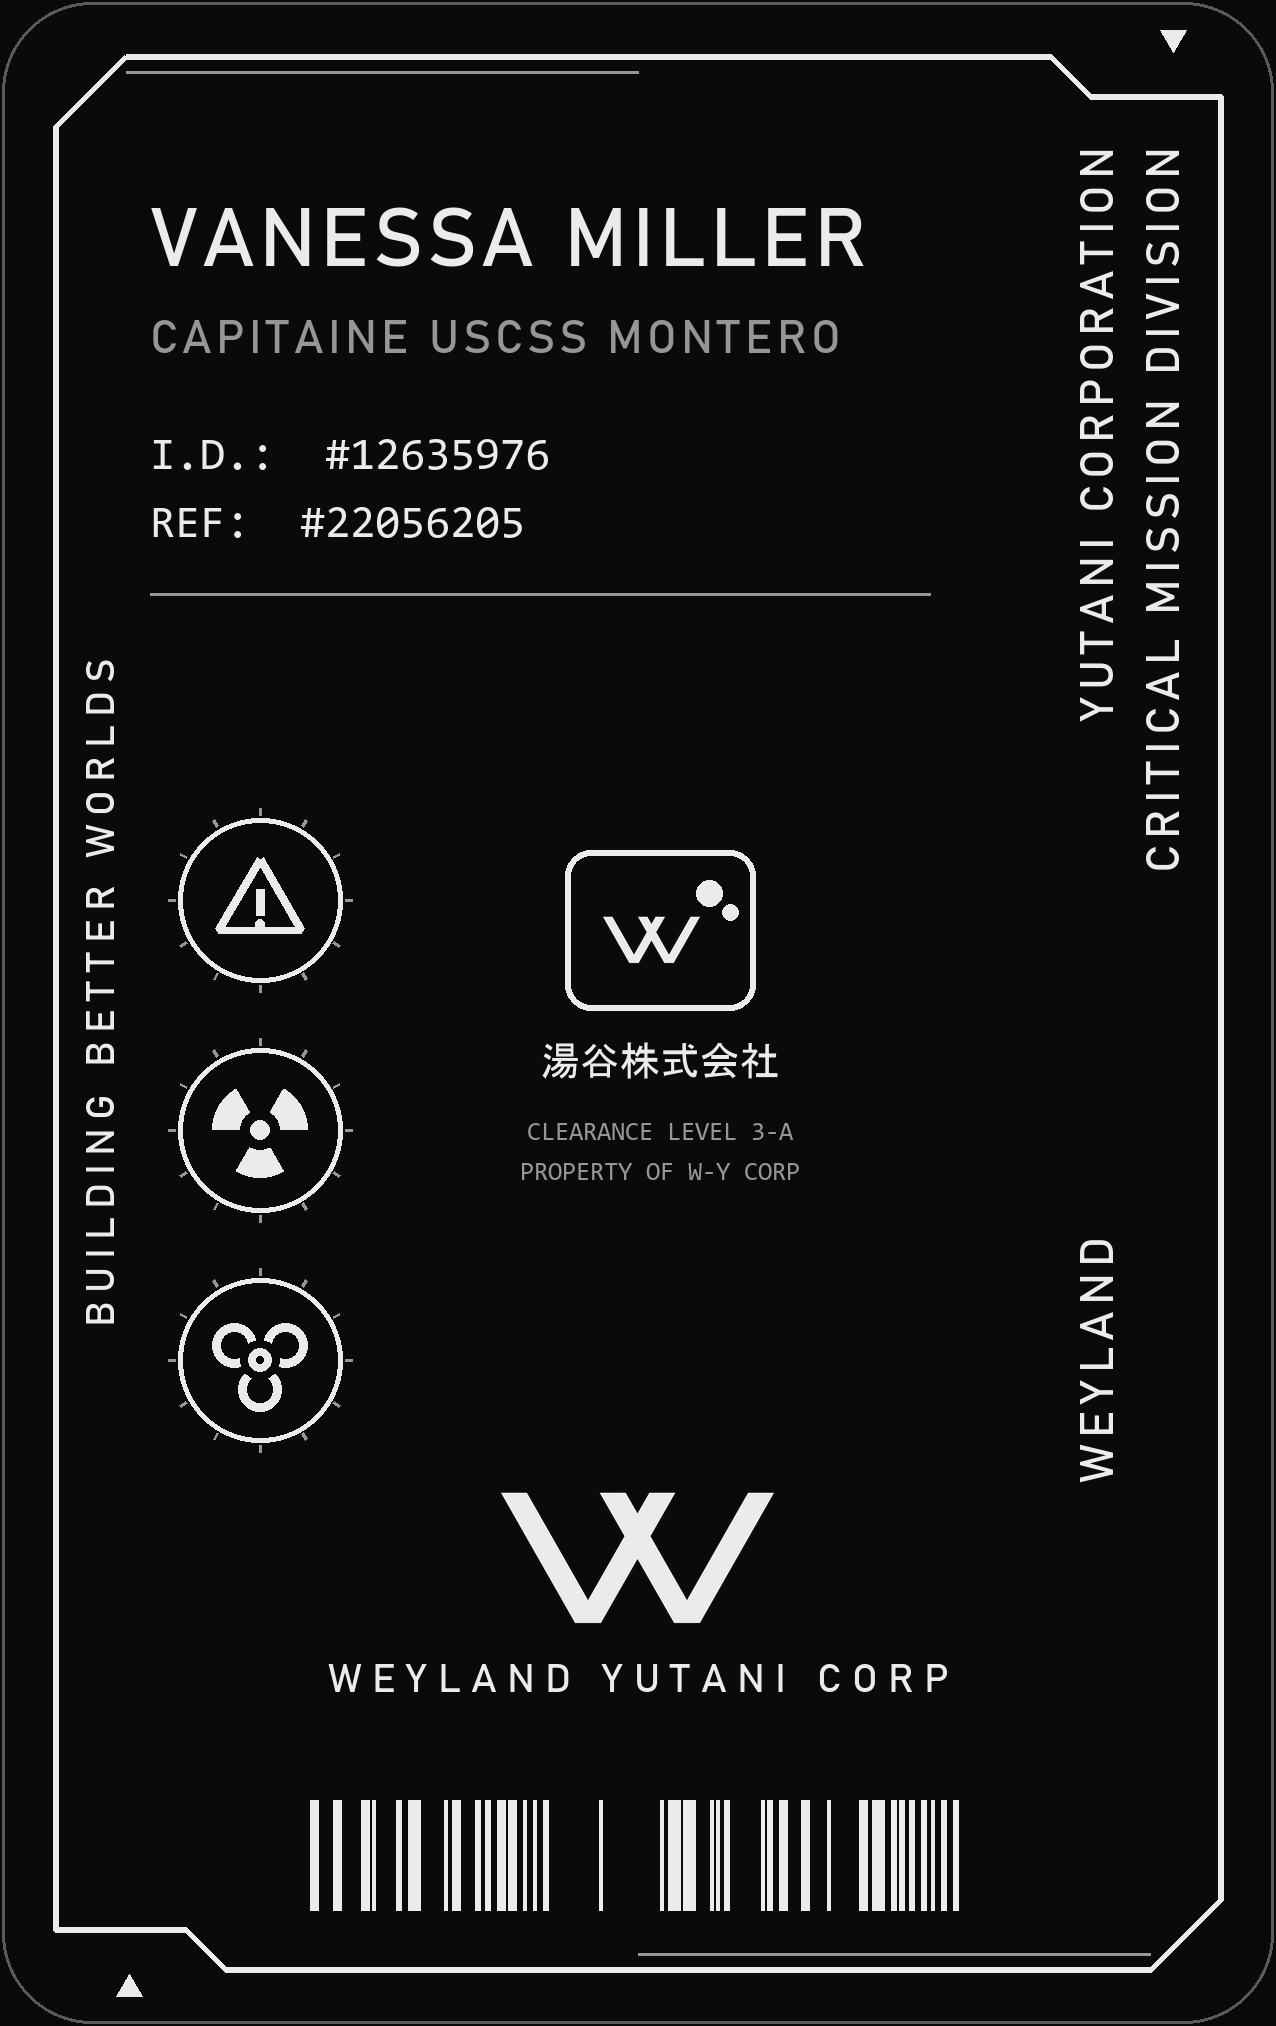 VANESSA MILLER
CAPITAINE USCSS MONTERO
I.D.: #12635976
REF: #22056205
YUTANI CORPORATION
CRITICAL MISSION DIVISION
BUILDING BETTER WORLDS
W
湯谷株式会社
CLEARANCE LEVEL 3-A
PROPERTY OF W-Y CORP
WEYLAND
W
WEYLAND YUTANI CORP